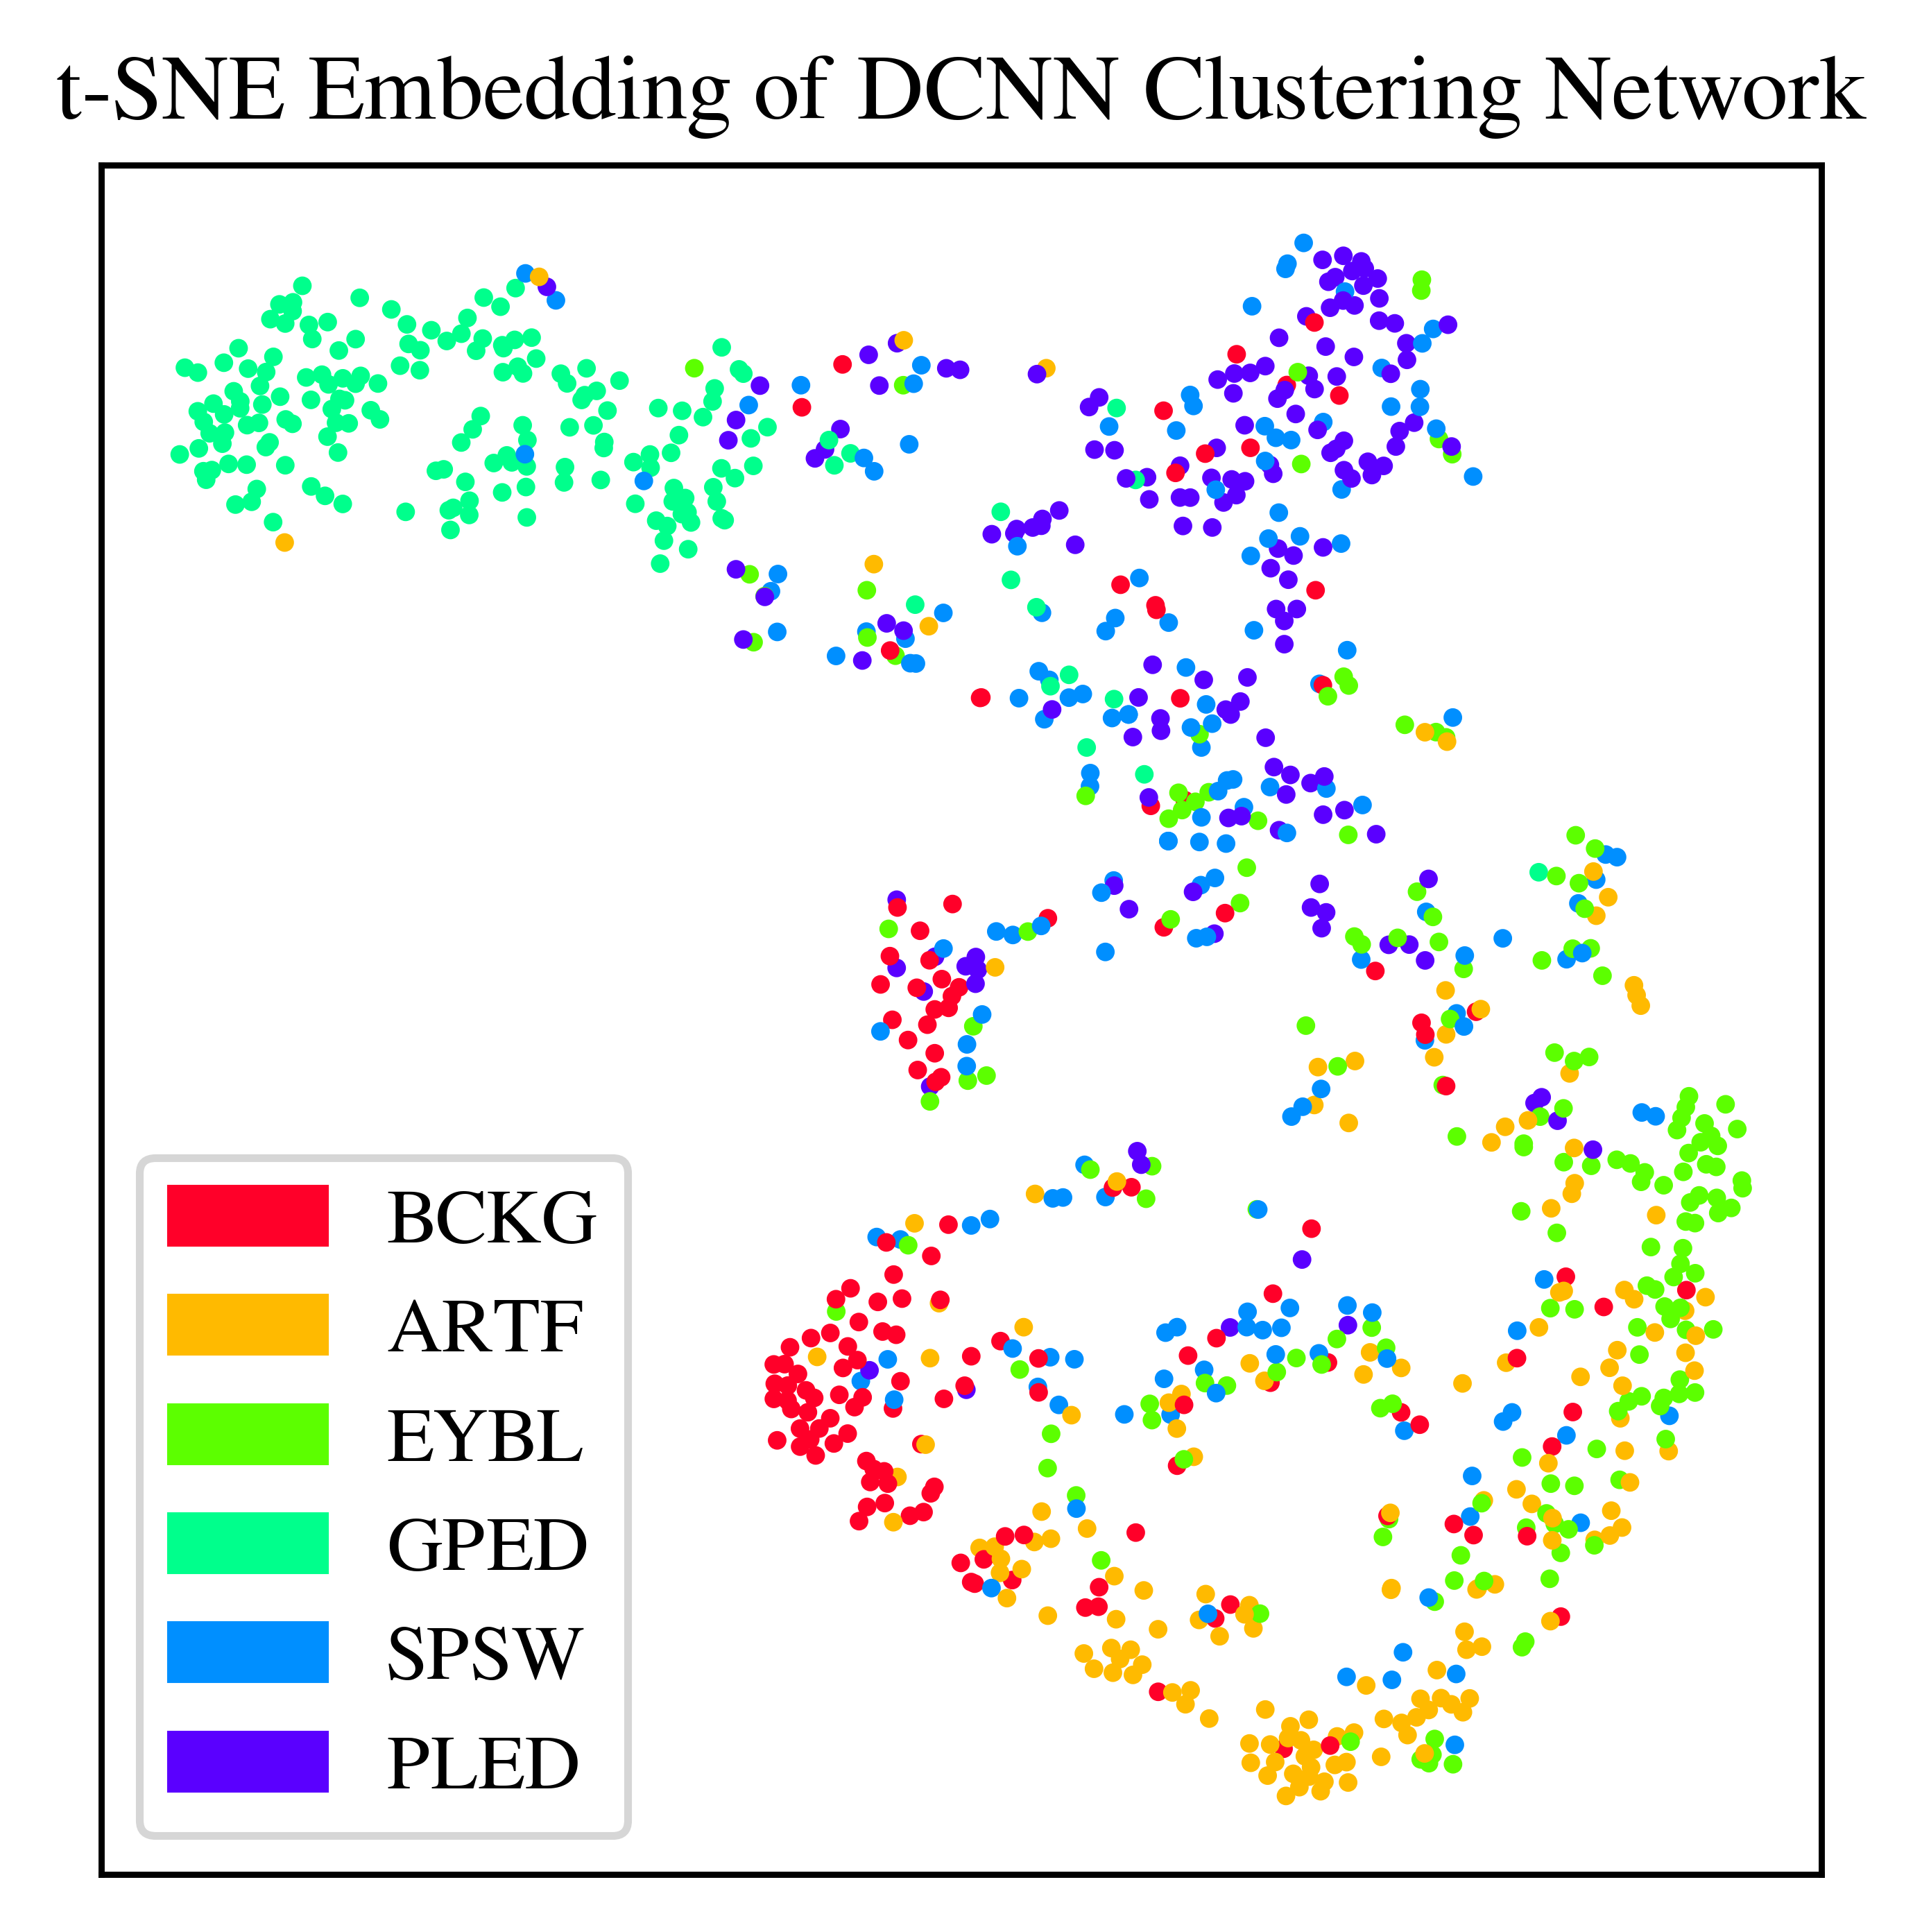 t-SNE Embedding of DCNN Clustering Network
BCKG
ARTF
EYBL
GPED
SPSW
PLED